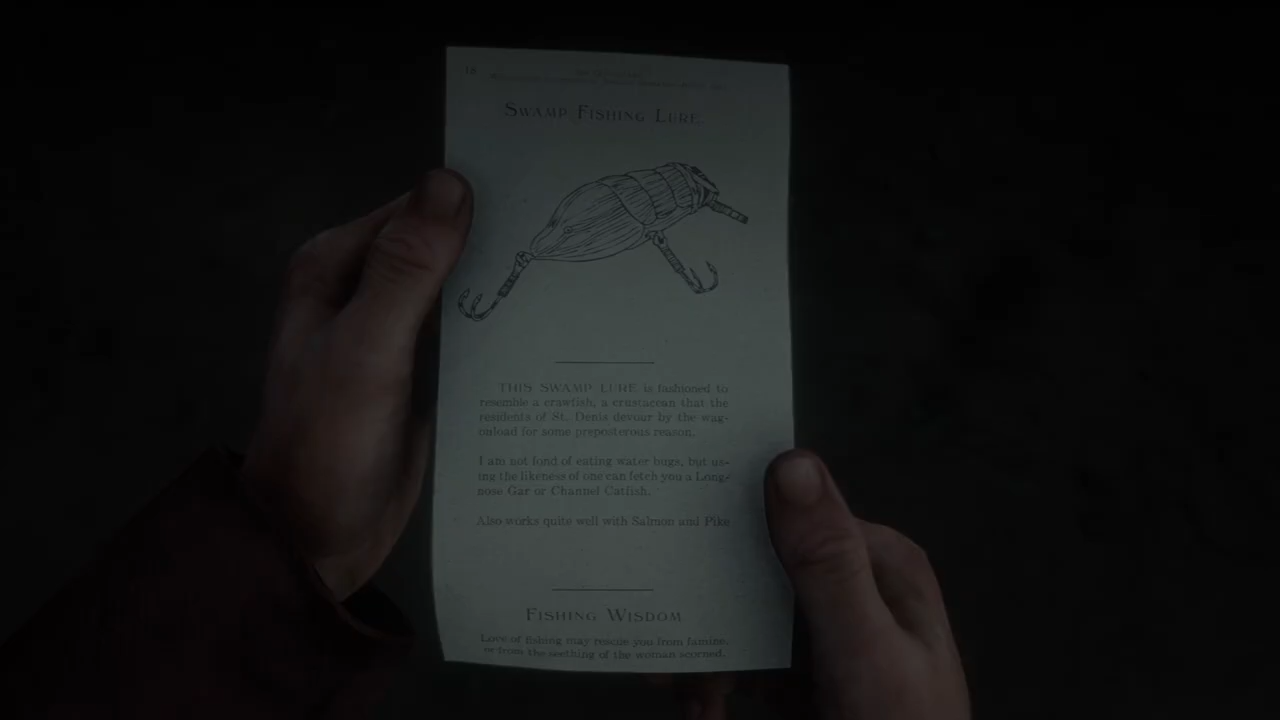 18
SWAMP FISHING LURE.
THIS SWAMP LURE is fashioned to
resemble a crawfish, a crustacean that the
residents of St. Denis devour by the wag-
onload for some preposterous reason.
I am not fond of eating water bugs, but us-
ing the likeness of one can fetch you a Long-
nose Gar or Channel Catfish.
Also works quite well with Salmon and Pike
FISHING WISDOM
Love of fishing may rescue you from famine,
or from the seething of the woman scorned.